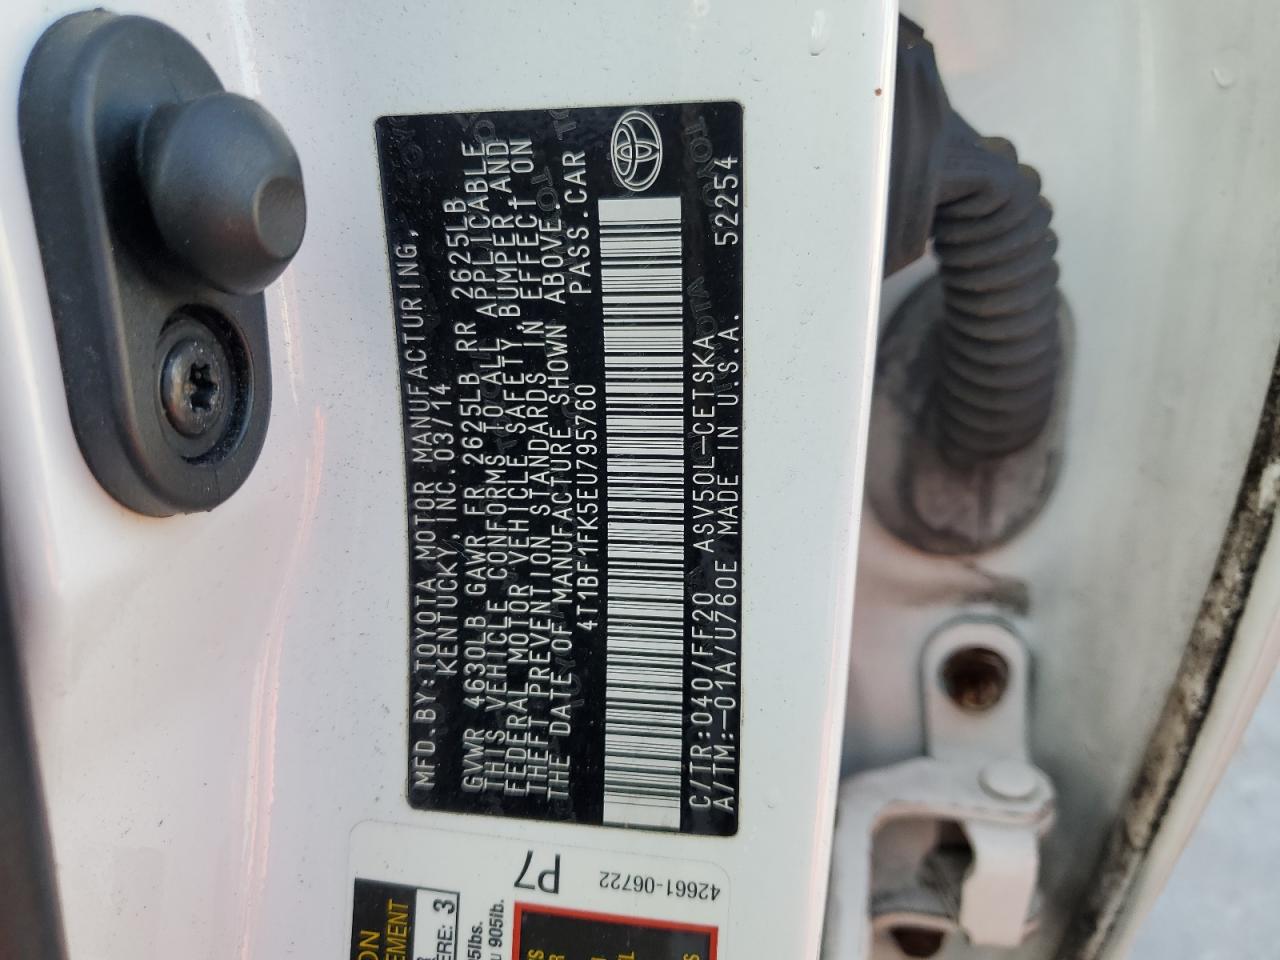 MFD.BY:TOYOTA MOTOR MANUFACTURING,
KENTUCKY, INC. 03/14
GVWR 4630LB GAWR FR 2625LB RR 2625LB
THIS VEHICLE CONFORMS TO ALL APPLICABLE
FEDERAL MOTOR VEHICLE SAFETY, BUMPER, AND
THEFT PREVENTION STANDARDS IN EFFECT ON
THE DATE OF MANUFACTURE SHOWN ABOVE.
4T1BF1FK5EU795760 PASS.CAR
C/TR:040/FF20 ASV50L-CETSKA
A/TM:-01A/U760E MADE IN U.S.A. 52254
P7
42661-06722
905lb.